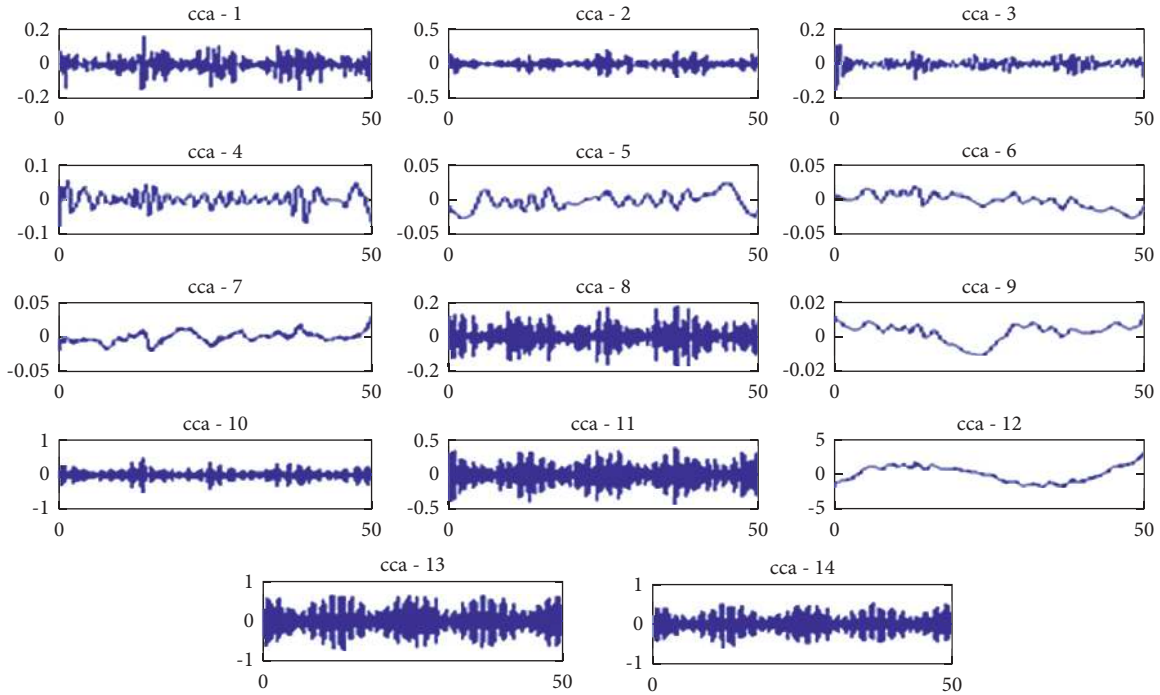 cca - 1 cca - 2 cca - 3
0.2 0.5 0.2
0 0 0
-0.2 -0.5 -0.2
0 50 0 50 0 50
cca - 4 cca - 5 cca - 6
0.1 0.05 0.05
0 0 0
-0.1 -0.05 -0.05
0 50 0 50 0 50
cca - 7 cca - 8 cca - 9
0.05 0.2 0.02
0 0 0
-0.05 -0.2 -0.02
0 50 0 50 0 50
cca - 10 cca - 11 cca - 12
1 0.5 5
0 0 0
-1 -0.5 -5
0 50 0 50 0 50
cca - 13 cca - 14
1 1
0 0
-1 -1
0 50 0 50